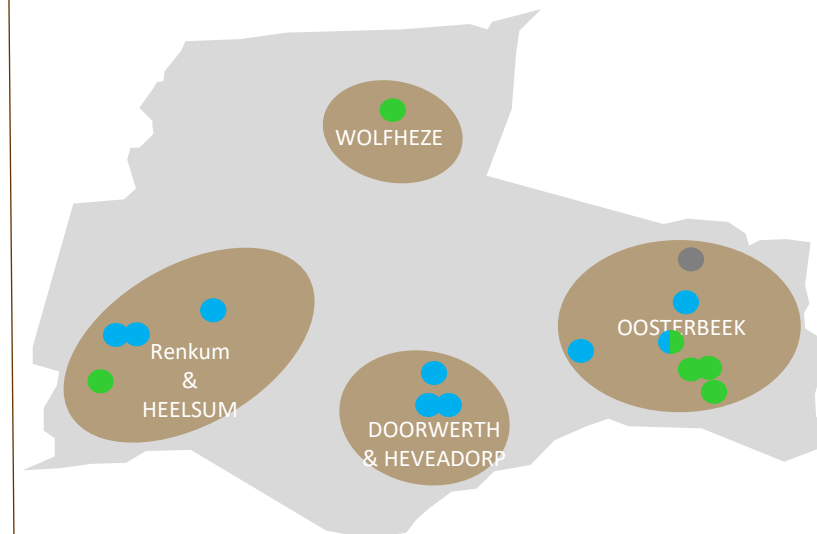 WOLFHEZE
OOSTERBEEK
Renkum
&
HEELSUM
DOORWERTH
& HEVEADORP